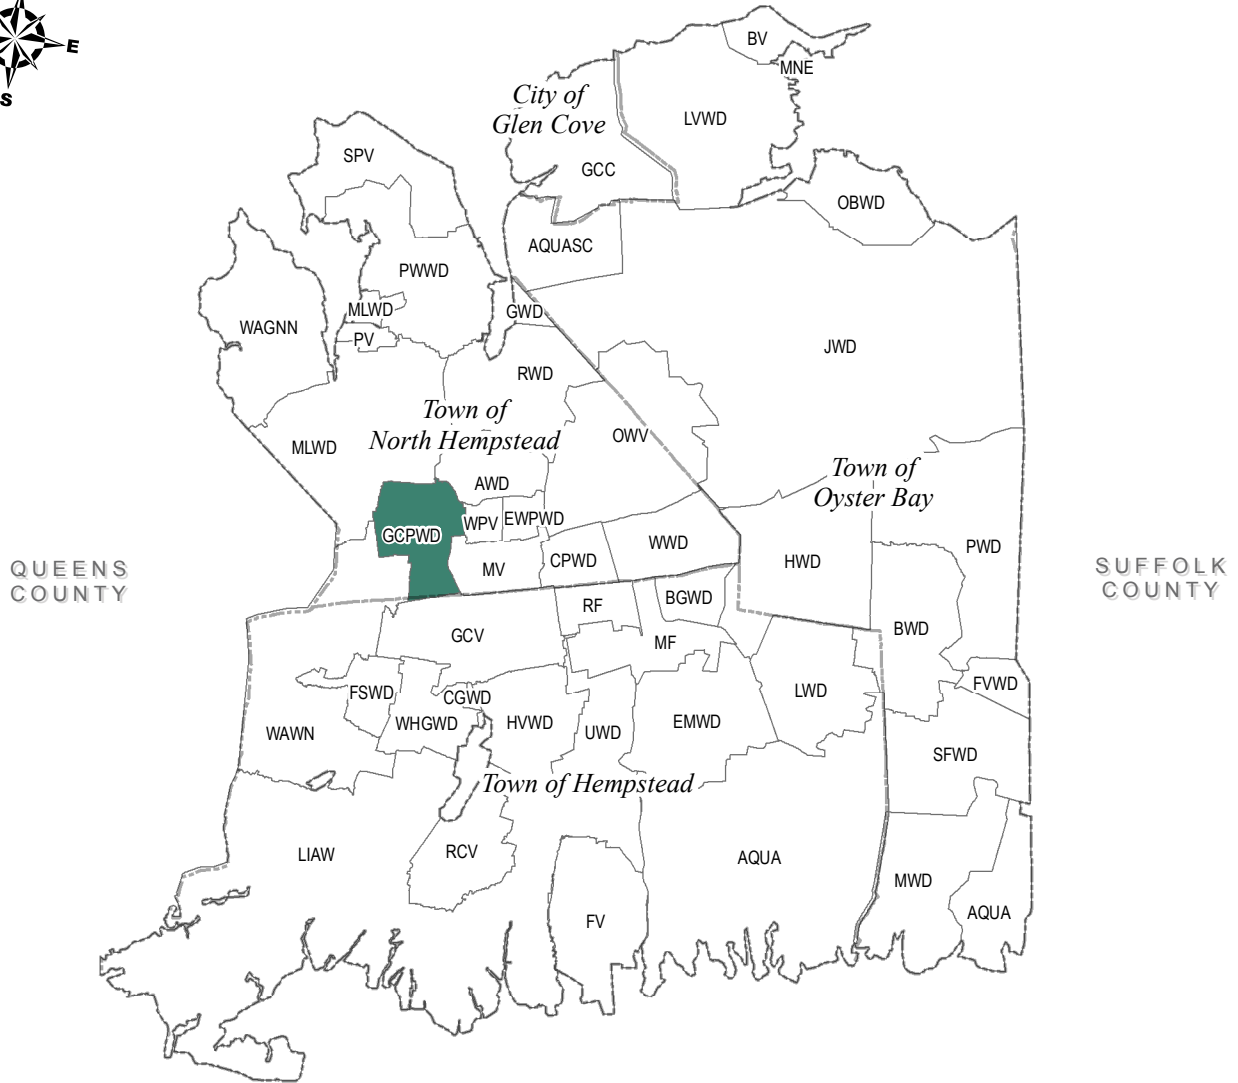 E
S
BV
MNE
City of
Glen Cove
LVWD
SPV
GCC
OBWD
AQUASC
PWWD
MLWD
GWD
WAGNN
PV
JWD
RWD
Town of
North Hempstead
OWV
MLWD
Town of
Oyster Bay
AWD
GCPWD
WPV
EWPWD
WWD
PWD
HWD
CPWD
MV
QUEENS
COUNTY
SUFFOLK
COUNTY
RF
BGWD
GCV
MF
BWD
FSWD
CGWD
LWD
FVWD
WHGWD
HVWD
UWD
EMWD
WAWN
SFWD
Town of Hempstead
LIAW
RCV
AQUA
MWD
FV
AQUA